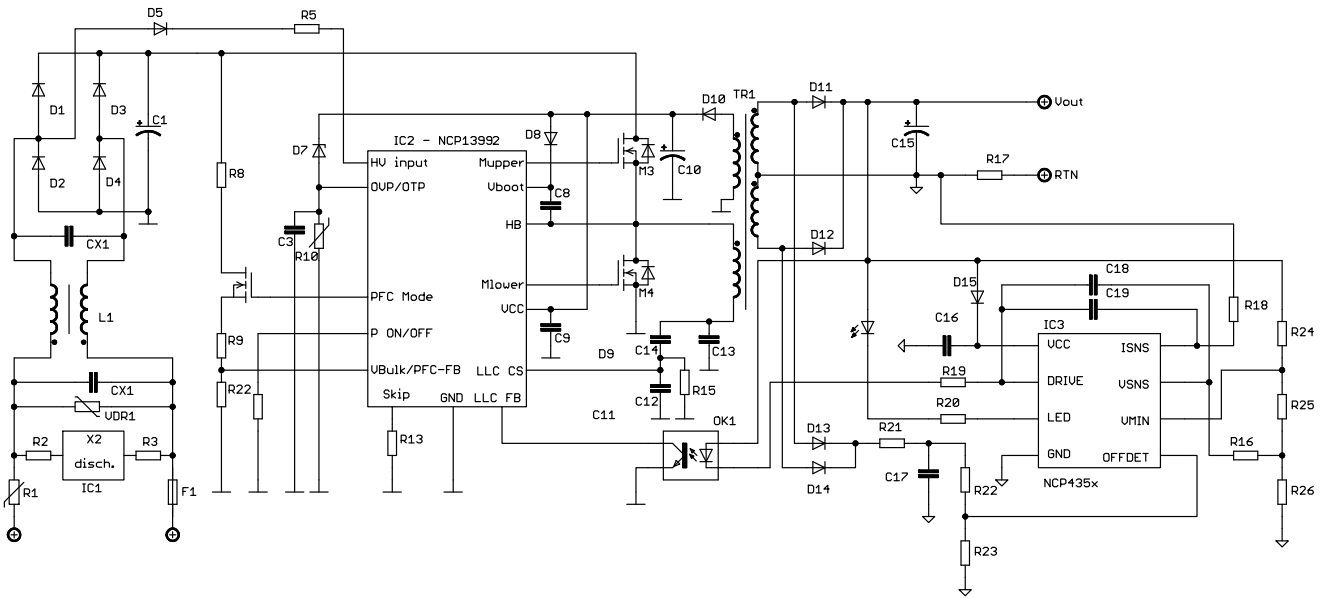 D5
R5
D1
D3
C1
D2
D4
CX1
L1
CX1
VDR1
R2
X2
disch.
IC1
R3
R1
F1
R8
R9
R22
D7
C3
R10
IC2 - NCP13992
HV input
Mupper
OVP/OTP
Vboot
HB
Mlower
PFC Mode
VCC
P ON/OFF
VBulk/PFC-FB
LLC CS
Skip
GND
LLC FB
R13
D8
C8
C9
M3
M4
C10
D10
TR1
D9
C14
C13
C12
R15
C11
OK1
D11
D12
Vout
C15
R17
RTN
D15
C18
C19
R18
C16
IC3
VCC
ISNS
DRIVE
VSNS
LED
VMIN
GND
OFFDET
NCP435x
R19
R20
R21
D13
D14
C17
R22
R23
R24
R25
R16
R26